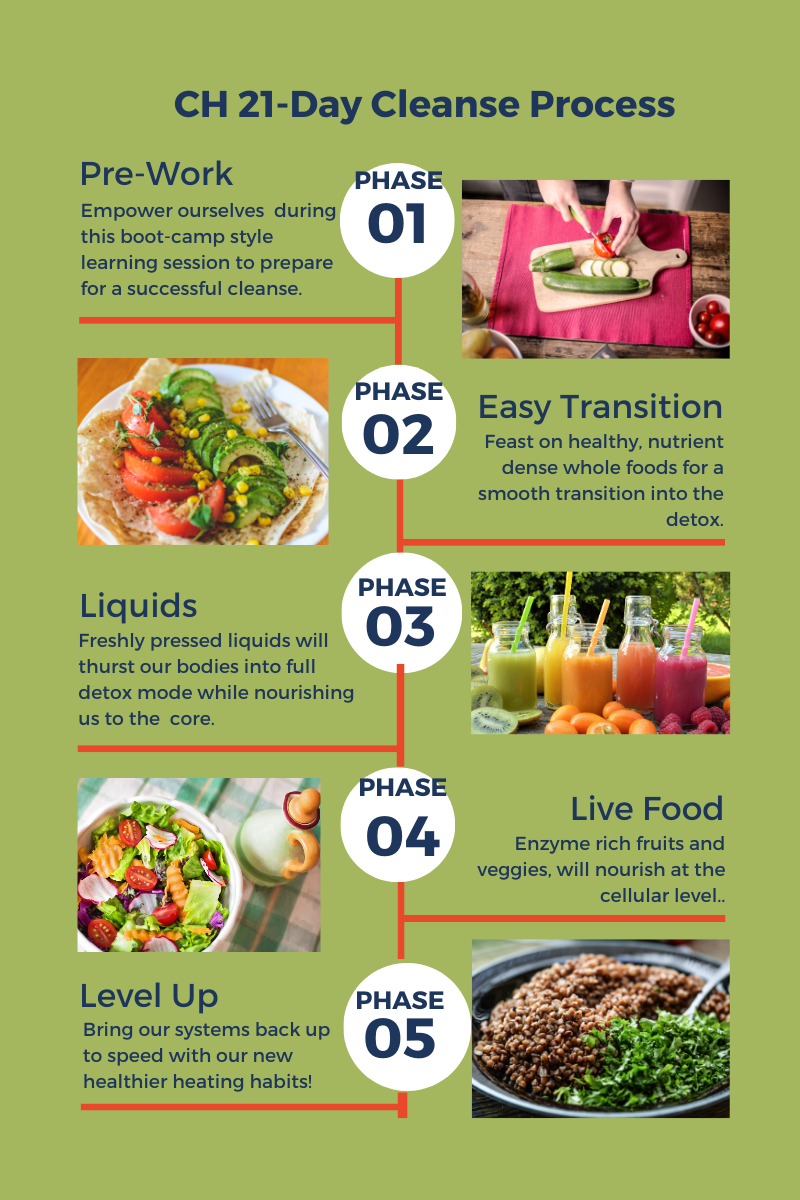 CH 21-Day Cleanse Process
Pre-Work
Empower ourselves  during
this boot-camp style
learning session to prepare
for a successful cleanse.
PHASE
01
PHASE
02
Easy Transition
Feast on healthy, nutrient
dense whole foods for a
smooth transition into the
detox.
PHASE
03
Liquids
Freshly pressed liquids will
thurst our bodies into full
detox mode while nourishing
us to the  core.
PHASE
04
Live Food
Enzyme rich fruits and
veggies, will nourish at the
cellular level..
Level Up
Bring our systems back up
to speed with our new
healthier heating habits!
PHASE
05